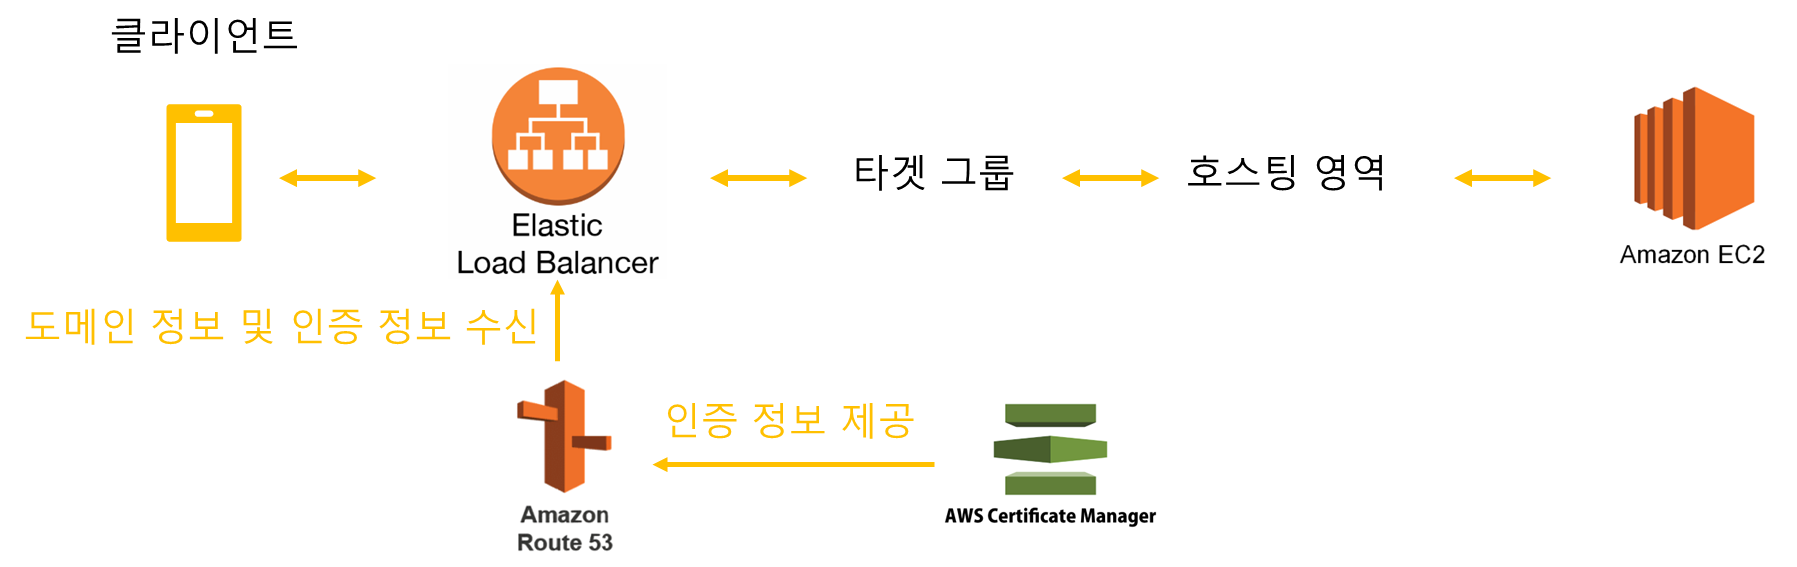 클라이언트
Elastic
Load Balancer
타겟 그룹
호스팅 영역
Amazon EC2
도메인 정보 및 인증 정보 수신
인증 정보 제공
Amazon
Route 53
AWS Certificate Manager